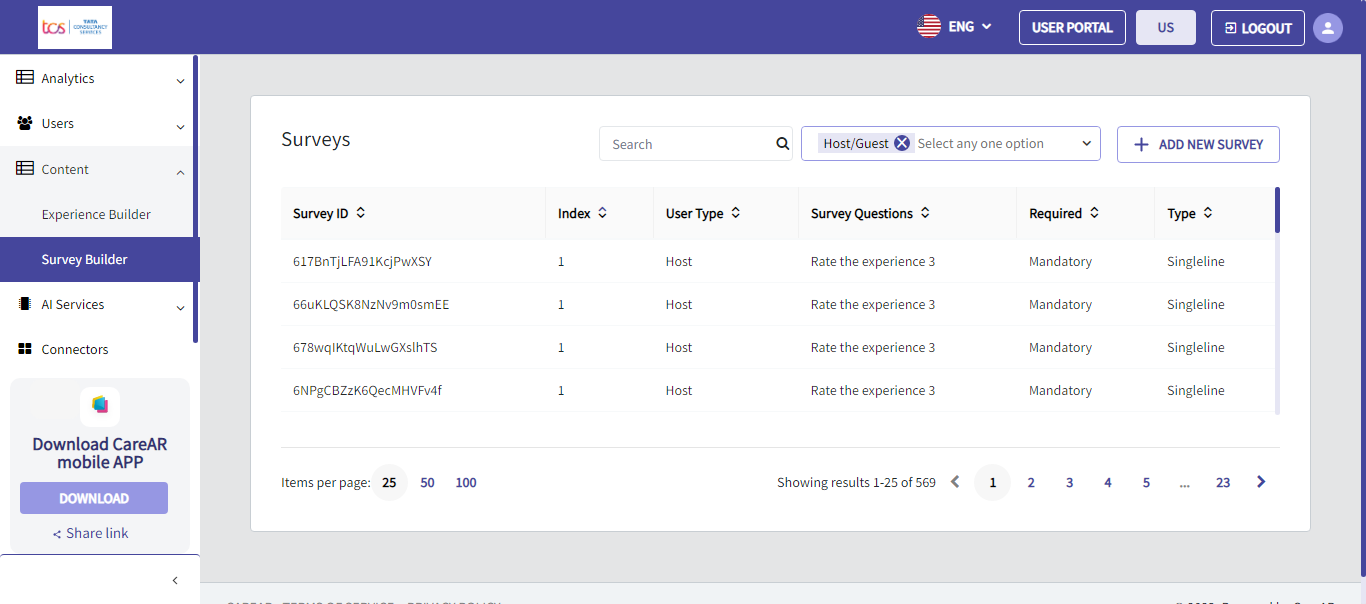 tcs TATA CONSULTANCY SERVICES
ENG
USER PORTAL
US
LOGOUT
Analytics
Users
Content
Experience Builder
Survey Builder
AI Services
Connectors
Download CareAR
mobile APP
DOWNLOAD
Share link
Surveys
Search
Host/Guest Select any one option
ADD NEW SURVEY
Survey ID Index User Type Survey Questions Required Type
617BnTjLFA91KcjPwXSY 1 Host Rate the experience 3 Mandatory Singleline
66uKLQSK8NzNv9m0smEE 1 Host Rate the experience 3 Mandatory Singleline
678wqIKtqWuLwGXslhTS 1 Host Rate the experience 3 Mandatory Singleline
6NPgCBZzK6QecMHVFv4f 1 Host Rate the experience 3 Mandatory Singleline
Items per page: 25 50 100
Showing results 1-25 of 569 1 2 3 4 5 ... 23